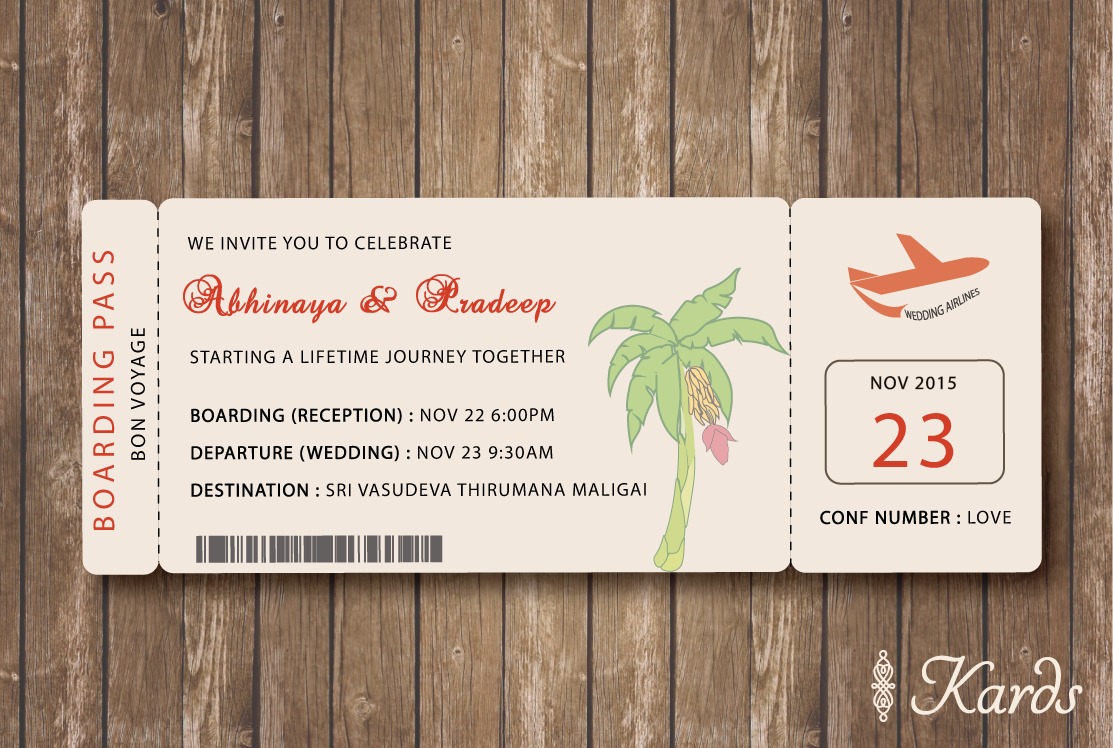 BOARDING PASS
BON VOYAGE
WE INVITE YOU TO CELEBRATE
Abhinaya & Pradeep
STARTING A LIFETIME JOURNEY TOGETHER
BOARDING (RECEPTION) : NOV 22 6:00PM
DEPARTURE (WEDDING) : NOV 23 9:30AM
DESTINATION : SRI VASUDEVA THIRUMANA MALIGAI
WEDDING AIRLINES
NOV 2015
23
CONF NUMBER : LOVE
Kards